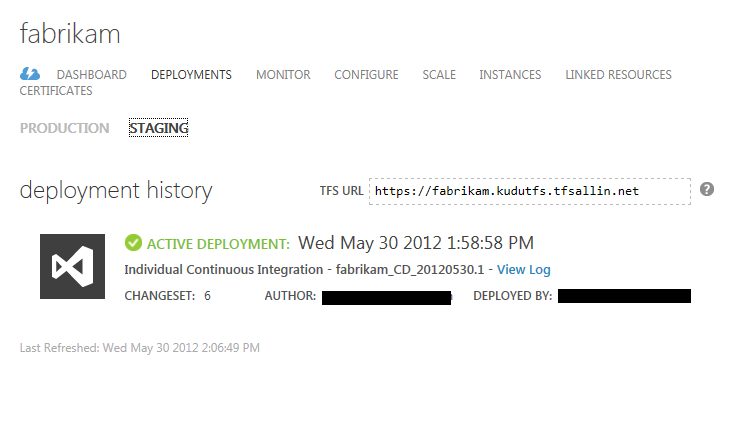 fabrikam
DASHBOARD DEPLOYMENTS MONITOR CONFIGURE SCALE INSTANCES LINKED RESOURCES
CERTIFICATES
PRODUCTION STAGING
deployment history TFS URL https://fabrikam.kudutfs.tfsallin.net ?
ACTIVE DEPLOYMENT: Wed May 30 2012 1:58:58 PM
Individual Continuous Integration - fabrikam_CD_20120530.1 - View Log
CHANGESET: 6 AUTHOR: DEPLOYED BY:
Last Refreshed: Wed May 30 2012 2:06:49 PM